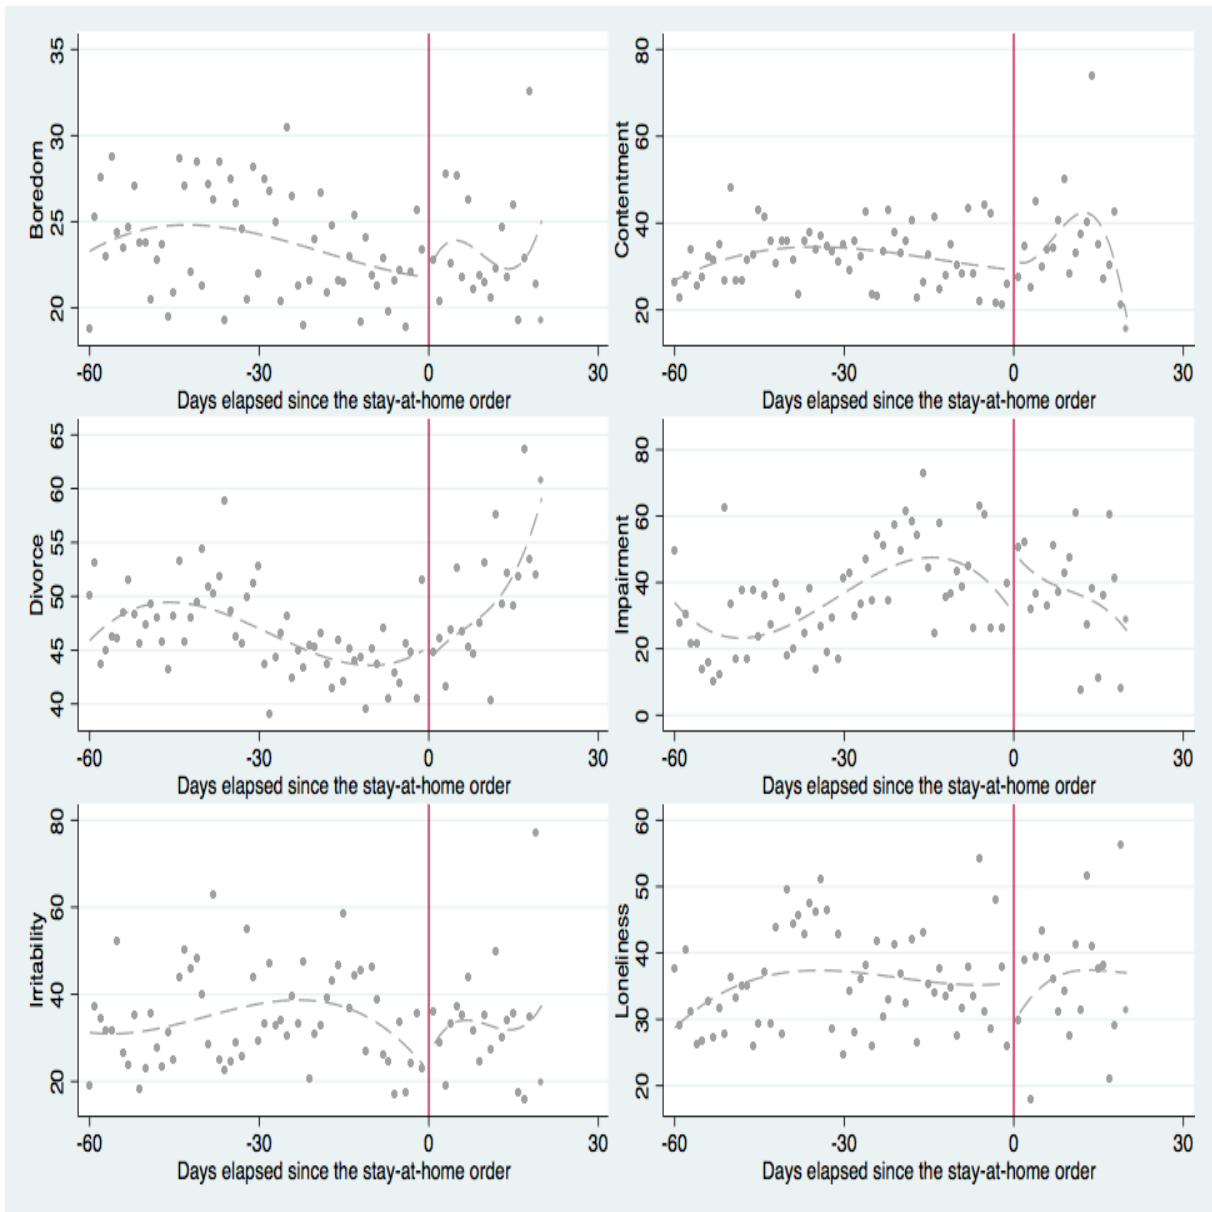 35
30
25
20
Boredom
-60 -30 0 30
Days elapsed since the stay-at-home order
80
60
40
20
Contentment
-60 -30 0 30
Days elapsed since the stay-at-home order
65
60
55
50
45
40
Divorce
-60 -30 0 30
Days elapsed since the stay-at-home order
80
60
40
20
0
Impairment
-60 -30 0 30
Days elapsed since the stay-at-home order
80
60
40
20
Irritability
-60 -30 0 30
Days elapsed since the stay-at-home order
60
50
40
30
20
Loneliness
-60 -30 0 30
Days elapsed since the stay-at-home order